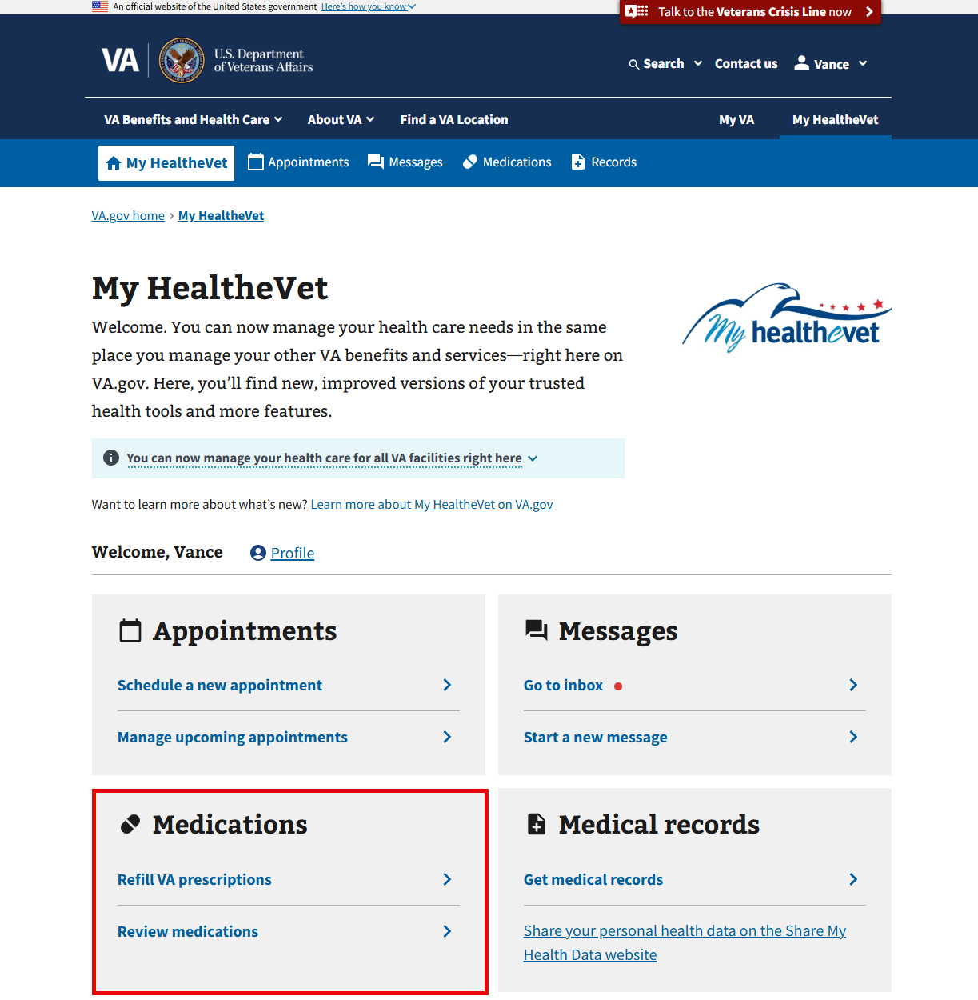 An official website of the United States government Here's how you know
Talk to the Veterans Crisis Line now
VA U.S. Department of Veterans Affairs
Search Contact us Vance
VA Benefits and Health Care About VA Find a VA Location My VA My HealtheVet
My HealtheVet Appointments Messages Medications Records
VA.gov home › My HealtheVet
My HealtheVet
My healthevet
Welcome. You can now manage your health care needs in the same
place you manage your other VA benefits and services—right here on
VA.gov. Here, you’ll find new, improved versions of your trusted
health tools and more features.
You can now manage your health care for all VA facilities right here
Want to learn more about what’s new? Learn more about My HealtheVet on VA.gov
Welcome, Vance Profile
Appointments
Schedule a new appointment
Manage upcoming appointments
Messages
Go to inbox
Start a new message
Medications
Refill VA prescriptions
Review medications
Medical records
Get medical records
Share your personal health data on the Share My
Health Data website